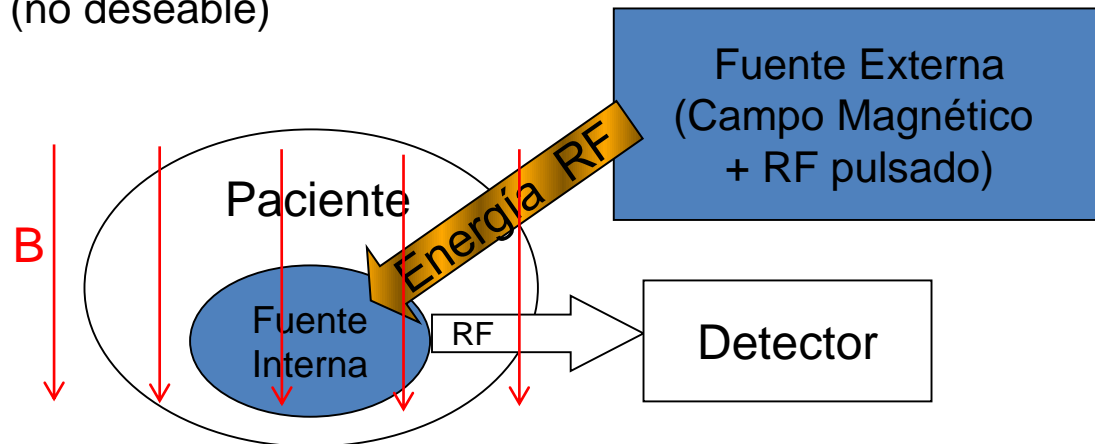 (no deseable)
Fuente Externa
(Campo Magnético
+ RF pulsado)
Energía RF
Paciente
B
Fuente
Interna
RF
Detector